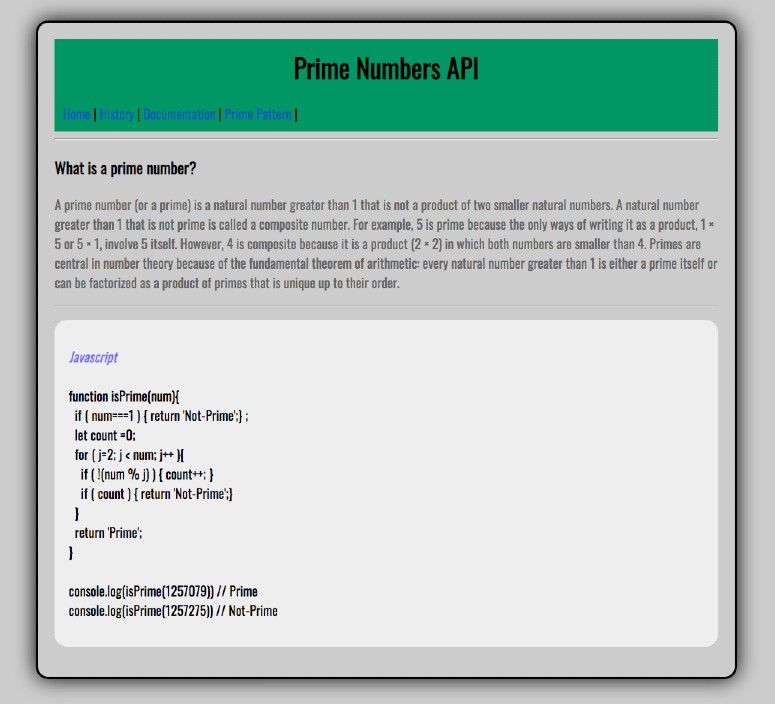 Prime Numbers API
Home | History | Documentation | Prime Pattern |
What is a prime number?
A prime number (or a prime) is a natural number greater than 1 that is not a product of two smaller natural numbers. A natural number
greater than 1 that is not prime is called a composite number. For example, 5 is prime because the only ways of writing it as a product, 1 ×
5 or 5 × 1, involve 5 itself. However, 4 is composite because it is a product (2 × 2) in which both numbers are smaller than 4. Primes are
central in number theory because of the fundamental theorem of arithmetic: every natural number greater than 1 is either a prime itself or
can be factorized as a product of primes that is unique up to their order.
Javascript
function isPrime(num){
  if ( num===1 ) { return 'Not-Prime';} ;
  let count =0;
  for ( j=2; j < num; j++ ){
    if ( !(num % j) ) { count++; }
    if ( count ) { return 'Not-Prime';}
  }
  return 'Prime';
}
console.log(isPrime(1257079)) // Prime
console.log(isPrime(1257275)) // Not-Prime